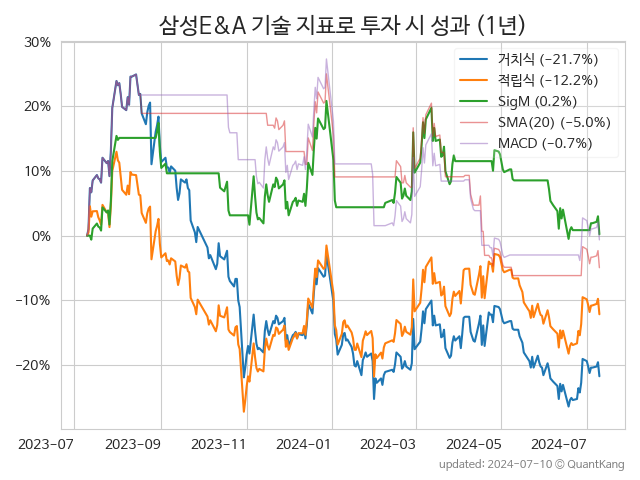 삼성E&A 기술 지표로 투자 시 성과 (1년)
30%
20%
10%
0%
−10%
−20%
거치식 (−21.7%)
적립식 (−12.2%)
SigM (0.2%)
SMA(20) (−5.0%)
MACD (−0.7%)
2023-07
2023-09
2023-11
2024-01
2024-03
2024-05
2024-07
updated: 2024-07-10 © QuantKang